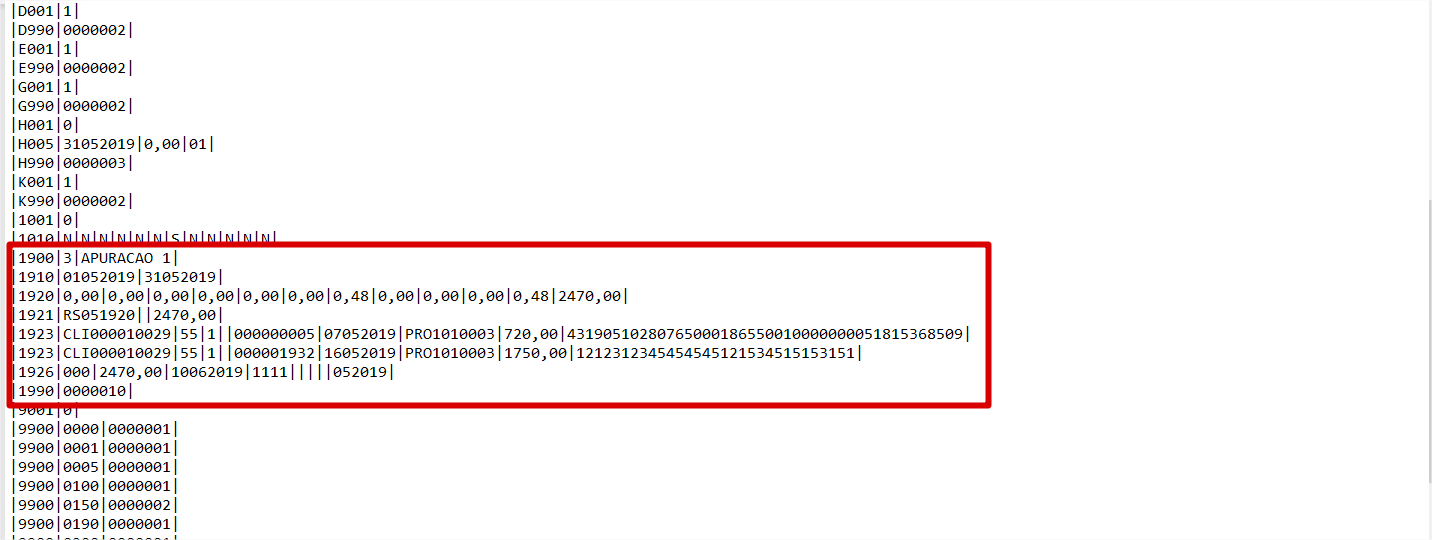 |D001|1|
|D990|0000002|
|E001|1|
|E990|0000002|
|G001|1|
|G990|0000002|
|H001|0|
|H005|31052019|0,00|01|
|H990|0000003|
|K001|1|
|K990|0000002|
|1001|0|
|1010|N|N|N|N|N|N|S|N|N|N|N|N|
|1900|3|APURACAO 1|
|1910|01052019|31052019|
|1920|0,00|0,00|0,00|0,00|0,00|0,00|0,48|0,00|0,00|0,00|0,48|2470,00|
|1921|RS051920||2470,00|
|1923|CLI000010029|55|1||000000005|07052019|PRO1010003|720,00|43190510280765000186550010000000051815368509|
|1923|CLI000010029|55|1||000001932|16052019|PRO1010003|1750,00|1212312345454545121534515153151|
|1926|000|2470,00|10062019|1111|||||052019|
|1990|0000010|
|9001|0|
|9900|0000|0000001|
|9900|0001|0000001|
|9900|0005|0000001|
|9900|0100|0000001|
|9900|0150|0000002|
|9900|0190|0000001|